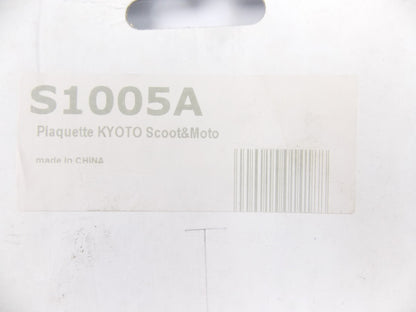 S1005A
Plaquette KYOTO Scoot&Moto
made in CHINA